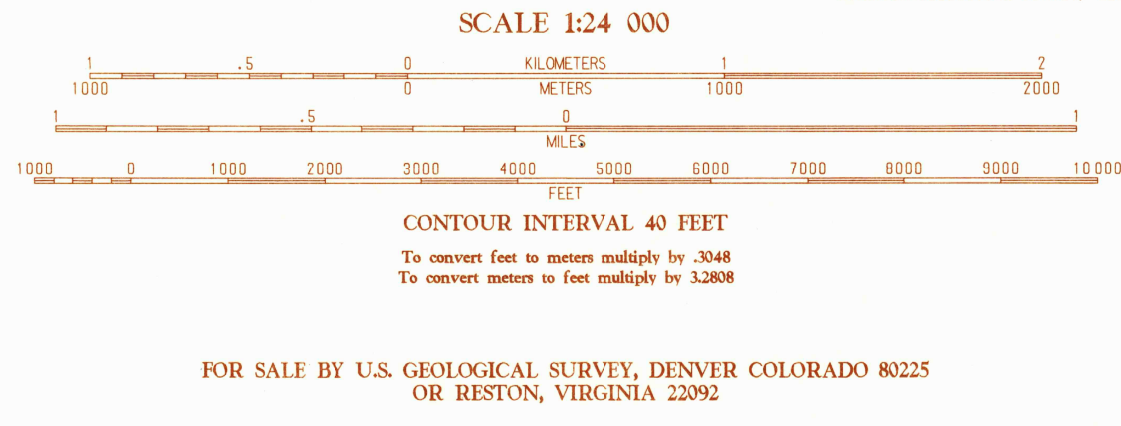 SCALE 1:24 000
1 .5 0 KILOMETERS 1 2
1000 0 METERS 1000 2000
1 .5 0 1
MILES
1000 0 1000 2000 3000 4000 5000 6000 7000 8000 9000 10 000
FEET
CONTOUR INTERVAL 40 FEET
To convert feet to meters multiply by .3048
To convert meters to feet multiply by 3.2808
FOR SALE BY U.S. GEOLOGICAL SURVEY, DENVER COLORADO 80225
OR RESTON, VIRGINIA 22092